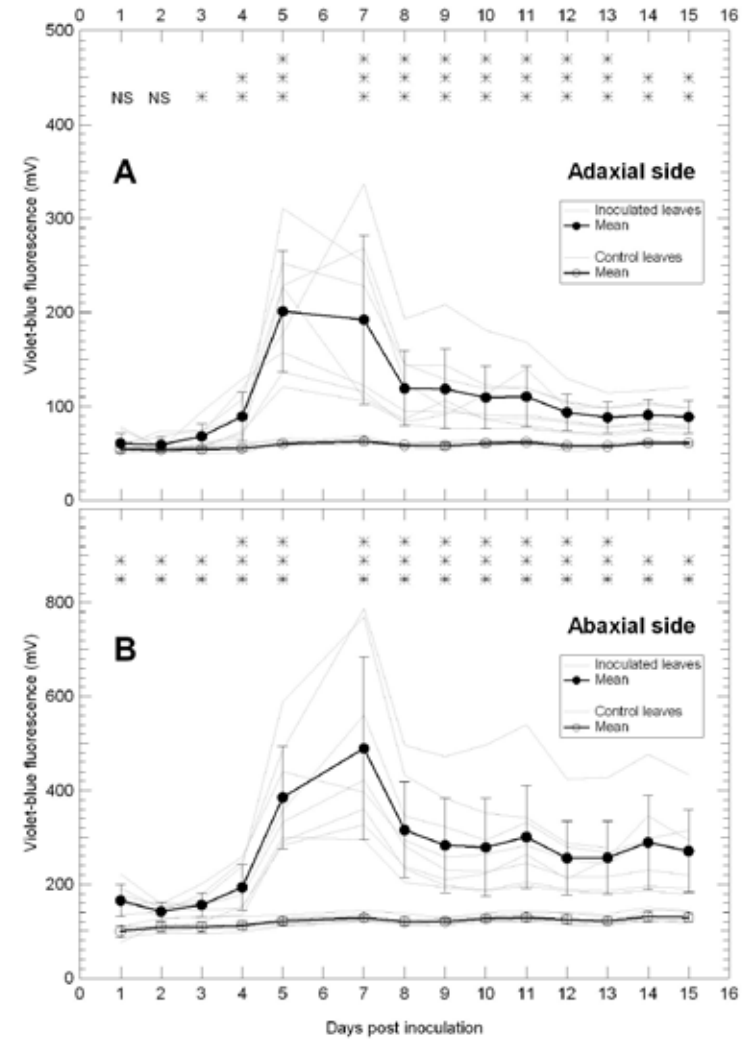 0 1 2 3 4 5 6 7 8 9 10 11 12 13 14 15 16
500
400
300
200
100
0
Violet-blue fluorescence (mV)
* * * * * * * *
* * * * * * * * * * *
NS NS * * * * * * * * * * * *
A
Adaxial side
Inoculated leaves
Mean
Control leaves
Mean
* * * * * * * * *
* * * * * * * * * * * * * *
* * * * * * * * * * * * * *
800
600
400
200
0
Violet-blue fluorescence (mV)
B
Abaxial side
Inoculated leaves
Mean
Control leaves
Mean
0 1 2 3 4 5 6 7 8 9 10 11 12 13 14 15 16
Days post inoculation